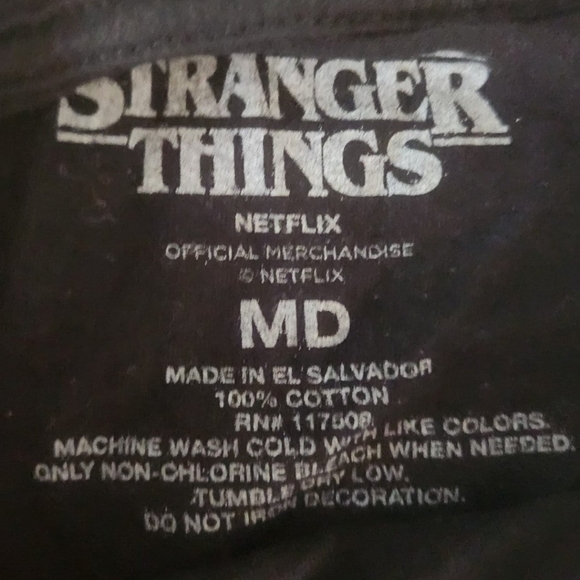 STRANGER
THINGS
NETFLIX
OFFICIAL MERCHANDISE
© NETFLIX
MD
MADE IN EL SALVADOR
100% COTTON
RN# 117508
MACHINE WASH COLD WITH LIKE COLORS.
ONLY NON-CHLORINE BLEACH WHEN NEEDED.
TUMBLE DRY LOW.
DO NOT IRON DECORATION.